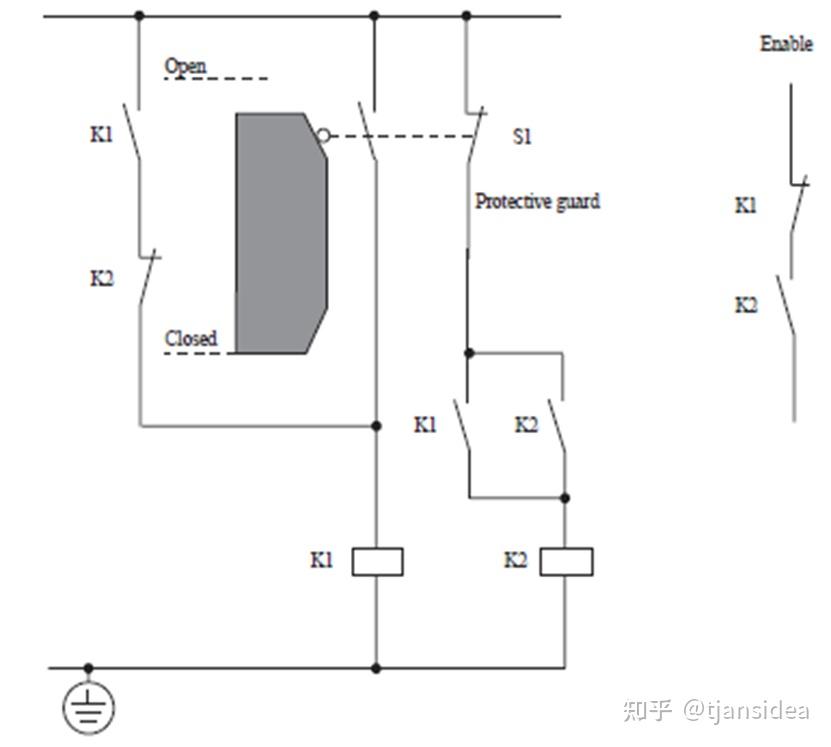 Enable
Open
K1
S1
K1
Protective guard
K2
K2
Closed
K1
K2
K1
K2
知乎 @tjansidea